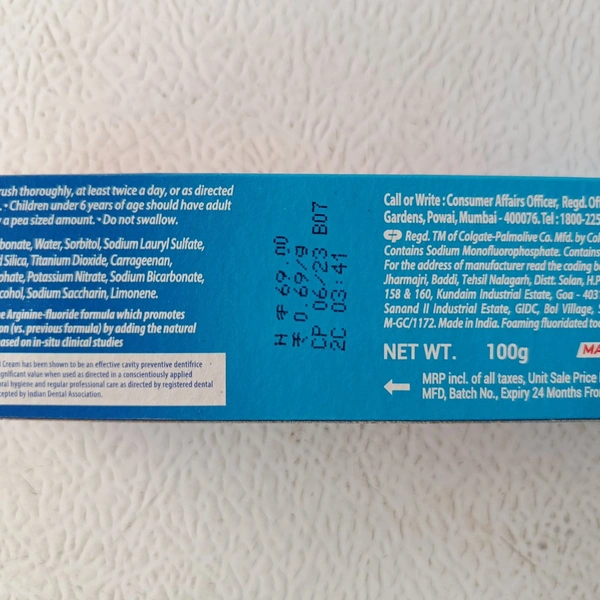 rush thoroughly, at least twice a day, or as directed
. • Children under 6 years of age should have adult
a pea sized amount. • Do not swallow.
bonate, Water, Sorbitol, Sodium Lauryl Sulfate,
Silica, Titanium Dioxide, Carrageenan,
phate, Potassium Nitrate, Sodium Bicarbonate,
cohol, Sodium Saccharin, Limonene.
e Arginine-fluoride formula which promotes
on (vs. previous formula) by adding the natural
ased on in-situ clinical studies
Cream has been shown to be an effective cavity preventive dentifrice
gnificant value when used as directed in a conscientiously applied
ral hygiene and regular professional care as directed by registered dental
cepted by Indian Dental Association.
H ₹ 69.00
₹ 0.69/g
CP 06/23 B07
2C 03:41
Call or Write : Consumer Affairs Officer, Regd. Off
Gardens, Powai, Mumbai - 400076. Tel : 1800-225
Regd. TM of Colgate-Palmolive Co. Mfd. by Col
Contains Sodium Monofluorophosphate. Contains
For the address of manufacturer read the coding b
Jharmajri, Baddi, Tehsil Nalagarh, Distt. Solan, H.P
158 & 160, Kundaim Industrial Estate, Goa - 403
Sanand II Industrial Estate, GIDC, Bol Village, S
M-GC/1172. Made in India. Foaming fluoridated too
NET WT. 100g
MA
MRP incl. of all taxes, Unit Sale Price
MFD, Batch No., Expiry 24 Months Fro